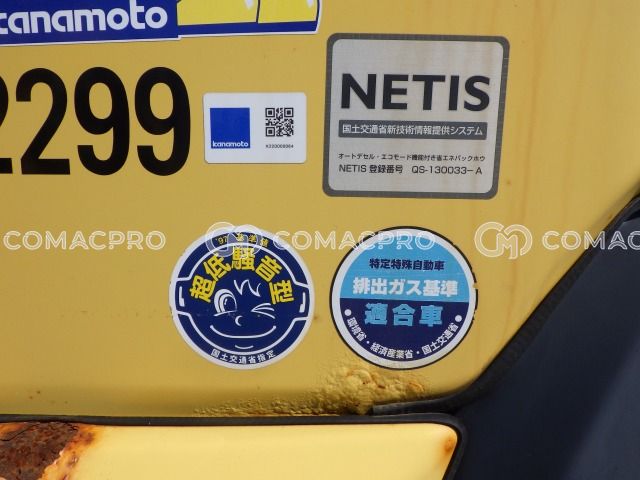 kanamoto
2299
kanamoto
NETIS
国土交通省新技術情報提供システム
オートデセル・エコモード機能付き省エネバックホウ
NETIS 登録番号 QS-130033-A
COMACPRO COMACPRO COMACPRO COMAC
超低騒音型
国土交通省指定
特定特殊自動車
排出ガス基準
適合車
・環境省・経済産業省・国土交通省・